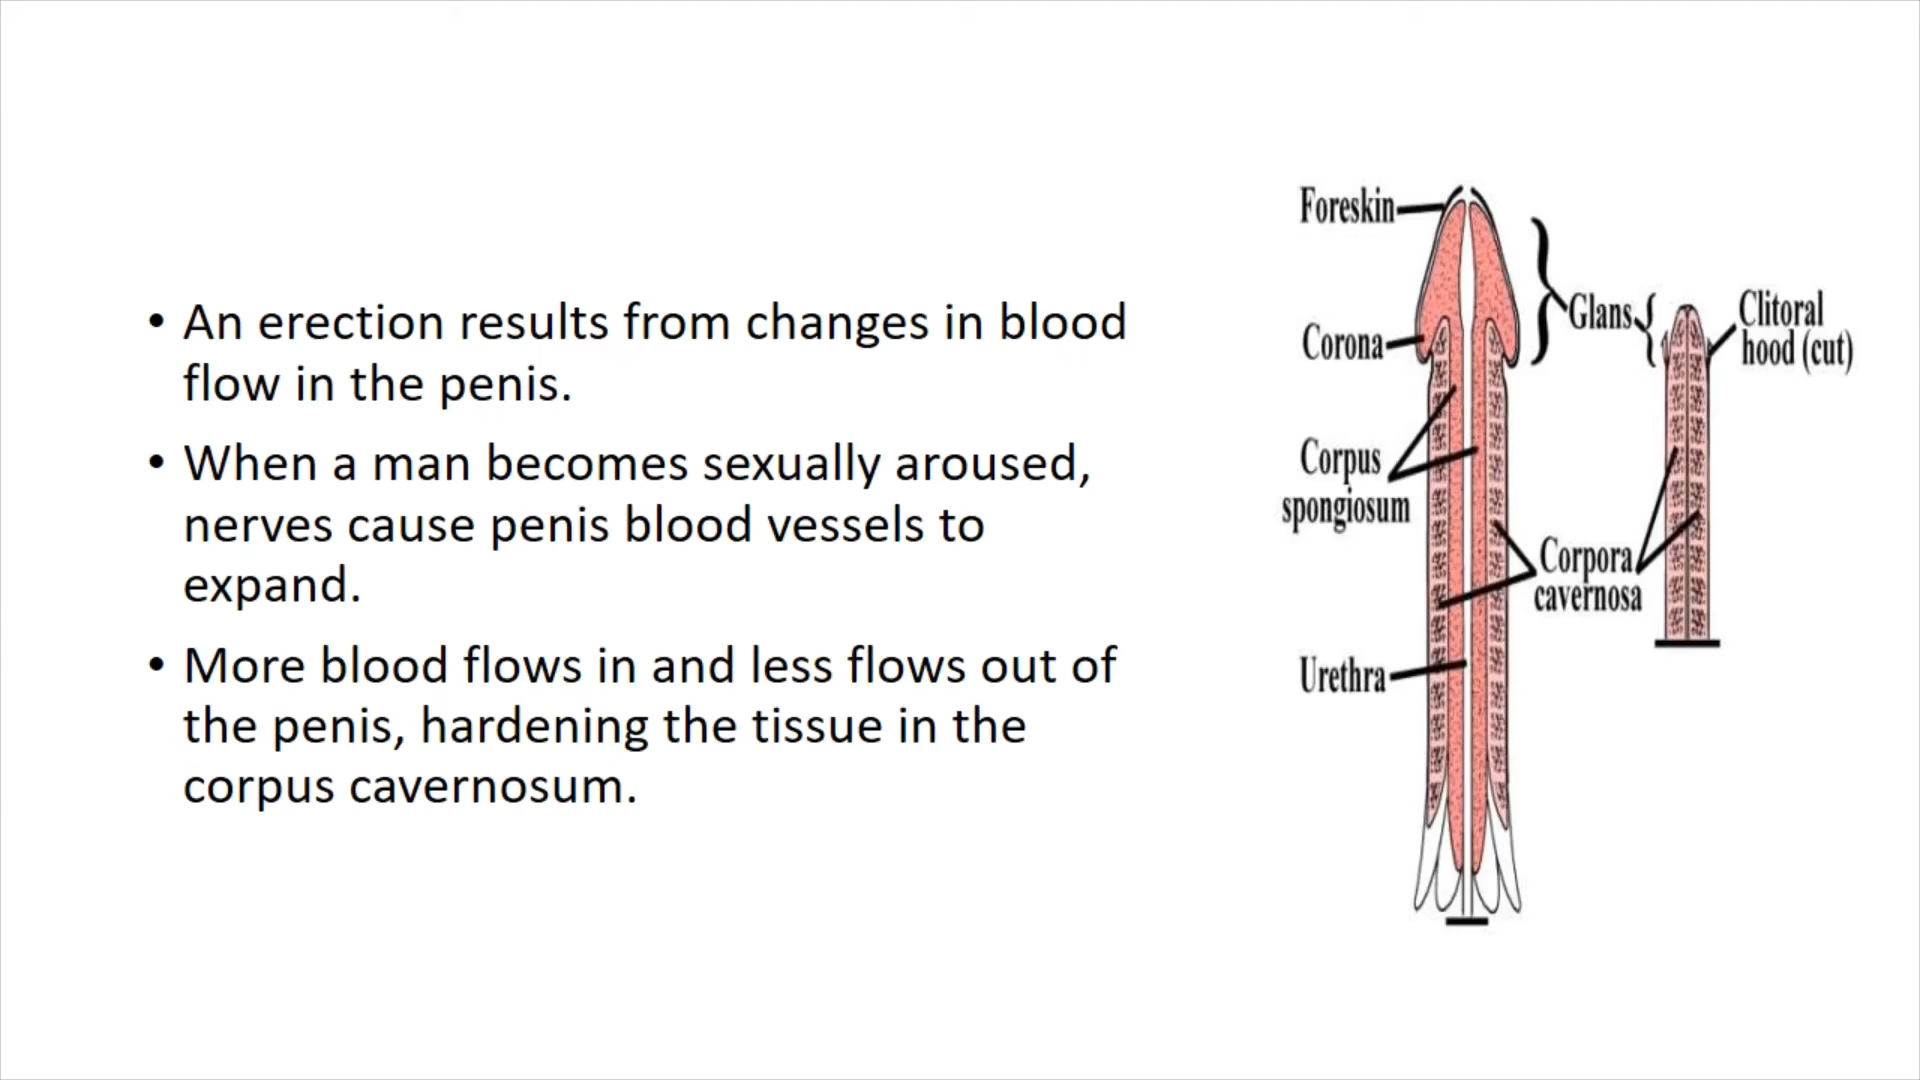 • An erection results from changes in blood
flow in the penis.
• When a man becomes sexually aroused,
nerves cause penis blood vessels to
expand.
• More blood flows in and less flows out of
the penis, hardening the tissue in the
corpus cavernosum.
Foreskin
Corona
Corpus
spongiosum
Urethra
Glans
Corpora
cavernosa
Clitoral
hood (cut)